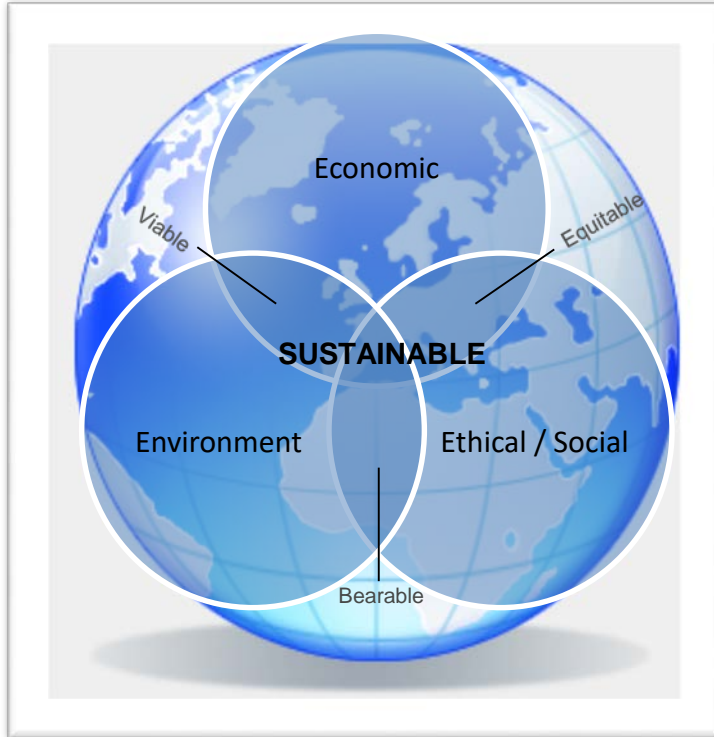 Economic
Viable
Equitable
SUSTAINABLE
Environment
Ethical / Social
Bearable